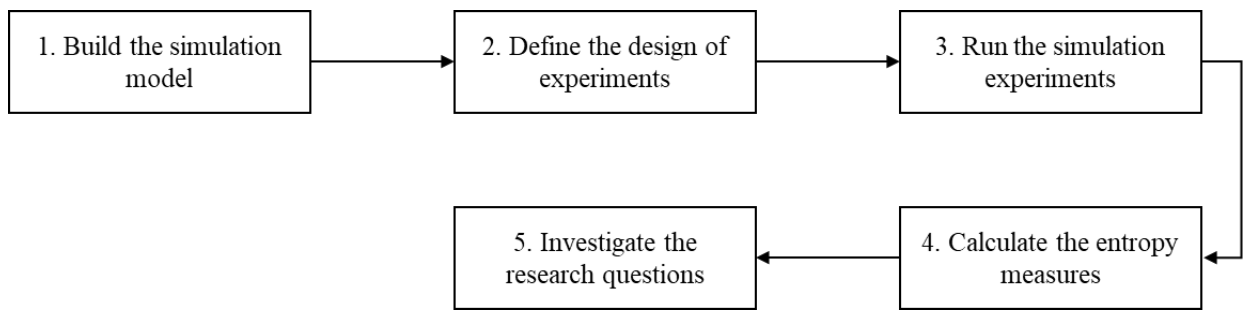 1. Build the simulation
model
2. Define the design of
experiments
3. Run the simulation
experiments
4. Calculate the entropy
measures
5. Investigate the
research questions